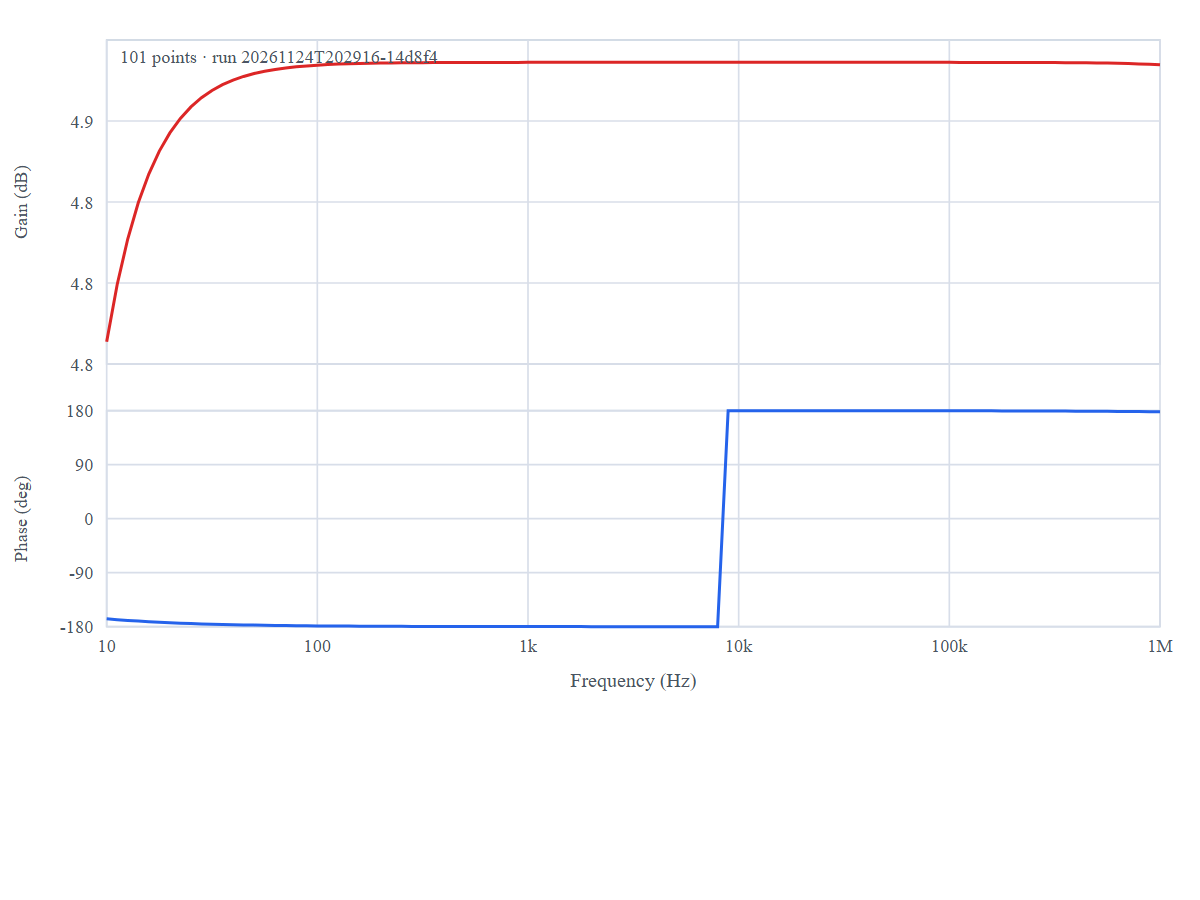 101 points · run 20261124T202916-14d8f4
4.9
4.8
4.8
4.8
Gain (dB)
180
90
0
-90
-180
Phase (deg)
10 100 1k 10k 100k 1M
Frequency (Hz)